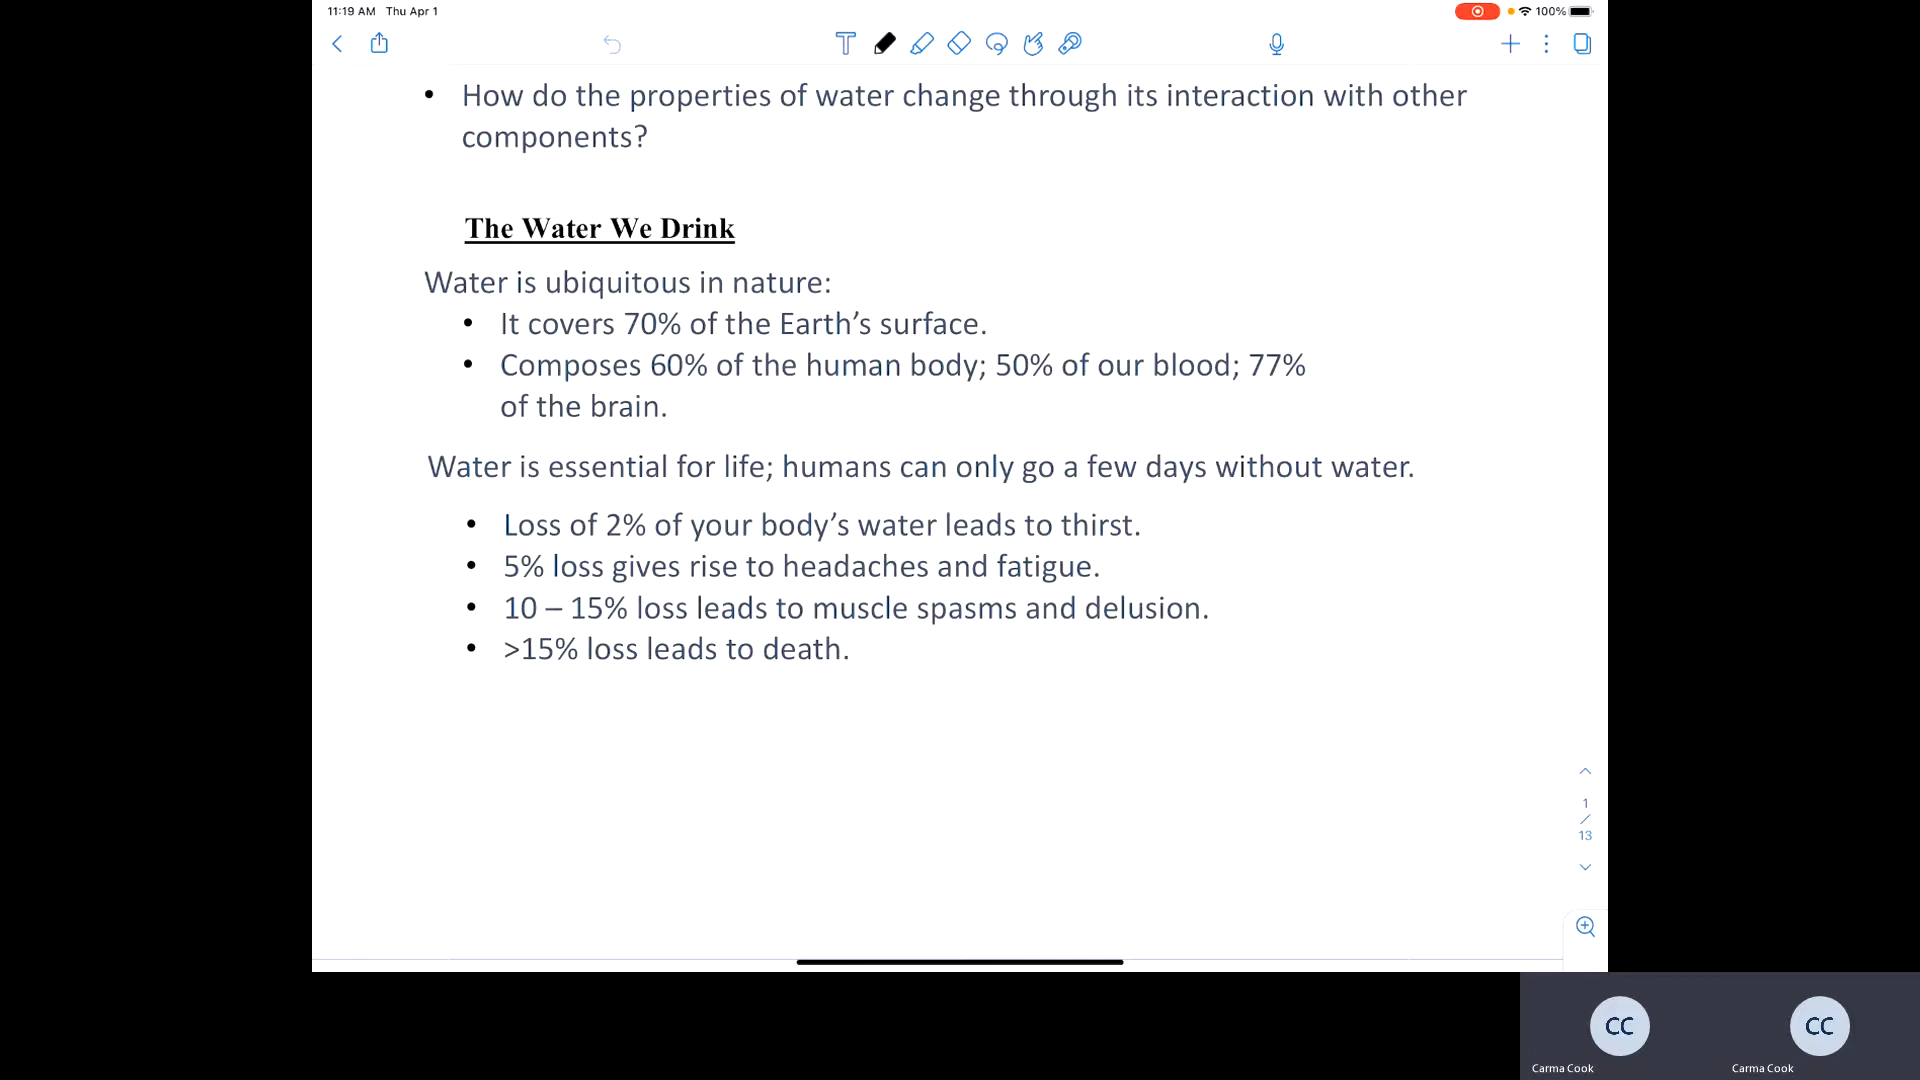 11:19 AM Thu Apr 1
100%
• How do the properties of water change through its interaction with other
components?
The Water We Drink
Water is ubiquitous in nature:
• It covers 70% of the Earth’s surface.
• Composes 60% of the human body; 50% of our blood; 77%
of the brain.
Water is essential for life; humans can only go a few days without water.
• Loss of 2% of your body’s water leads to thirst.
• 5% loss gives rise to headaches and fatigue.
• 10 – 15% loss leads to muscle spasms and delusion.
• >15% loss leads to death.
1
/
13
CC
CC
Carma Cook
Carma Cook